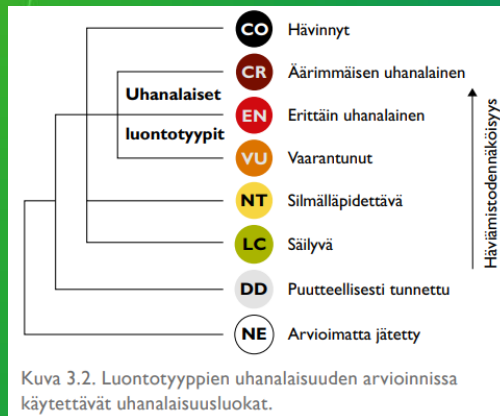 CO Hävinnyt
CR Äärimmäisen uhanalainen
Uhanalaiset
EN Erittäin uhanalainen
luontotyypit
VU Vaarantunut
NT Silmälläpidettävä
LC Säilyvä
DD Puutteellisesti tunnettu
NE Arvioimatta jätetty
Häviämistodennäköisyys
Kuva 3.2. Luontotyyppien uhanalaisuuden arvioinnissa
käytettävät uhanalaisuusluokat.